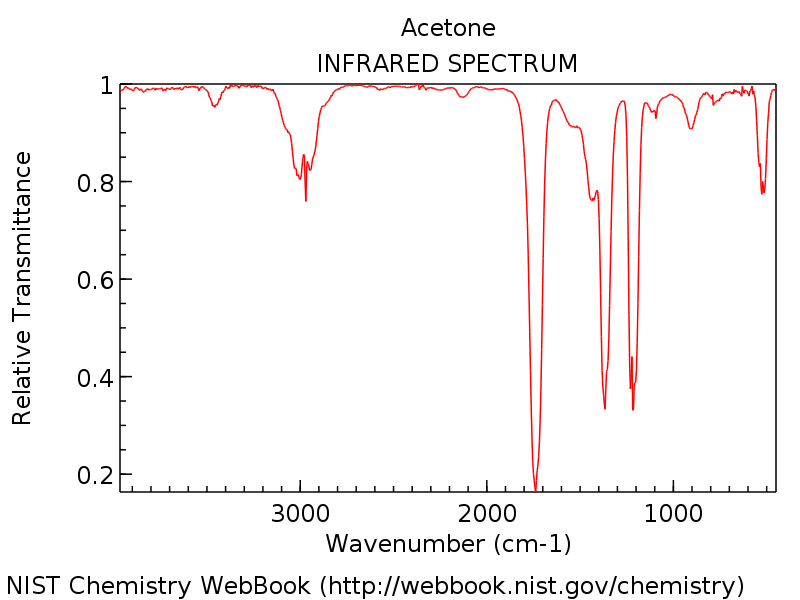 Acetone
INFRARED SPECTRUM
1
0.8
0.6
0.4
0.2
Relative Transmittance
3000 2000 1000
Wavenumber (cm-1)
NIST Chemistry WebBook (http://webbook.nist.gov/chemistry)